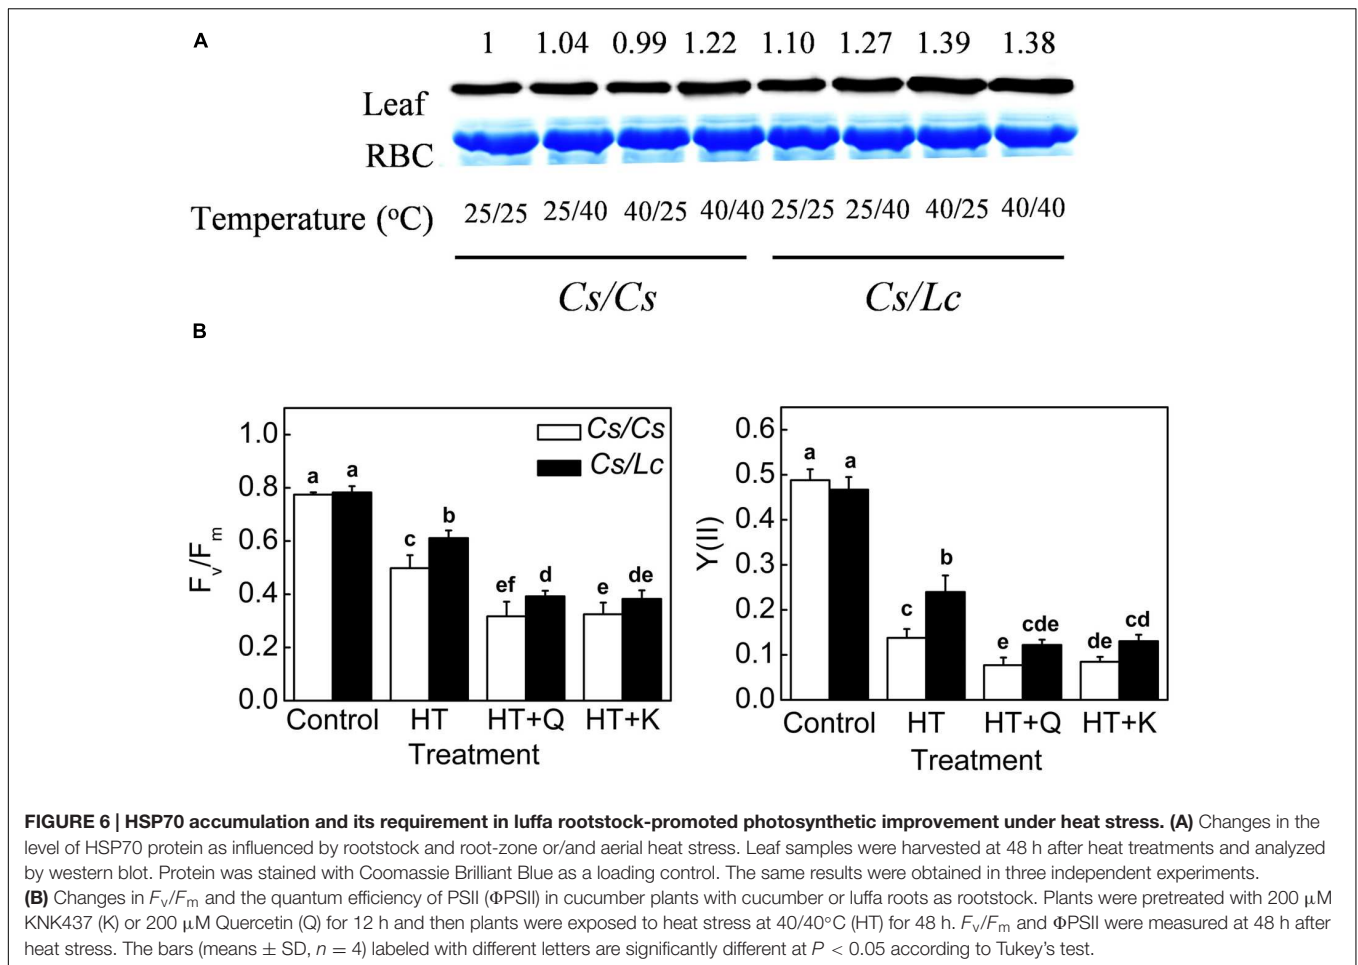 A
1 1.04 0.99 1.22 1.10 1.27 1.39 1.38
Leaf
RBC
Temperature (°C) 25/25 25/40 40/25 40/40 25/25 25/40 40/25 40/40
Cs/Cs Cs/Lc
B
1.0
0.8
0.6
0.4
0.2
0.0
Fv/Fm
Cs/Cs
Cs/Lc
a a c b ef d e de
Control HT HT+Q HT+K
Treatment
0.6
0.5
0.4
0.3
0.2
0.1
0.0
Y(II)
a a c b e cde de cd
Control HT HT+Q HT+K
Treatment
FIGURE 6 | HSP70 accumulation and its requirement in luffa rootstock-promoted photosynthetic improvement under heat stress. (A) Changes in the
level of HSP70 protein as influenced by rootstock and root-zone or/and aerial heat stress. Leaf samples were harvested at 48 h after heat treatments and analyzed
by western blot. Protein was stained with Coomassie Brilliant Blue as a loading control. The same results were obtained in three independent experiments.
(B) Changes in Fv/Fm and the quantum efficiency of PSII (ΦPSII) in cucumber plants with cucumber or luffa roots as rootstock. Plants were pretreated with 200 μM
KNK437 (K) or 200 μM Quercetin (Q) for 12 h and then plants were exposed to heat stress at 40/40°C (HT) for 48 h. Fv/Fm and ΦPSII were measured at 48 h after
heat stress. The bars (means ± SD, n = 4) labeled with different letters are significantly different at P < 0.05 according to Tukey's test.